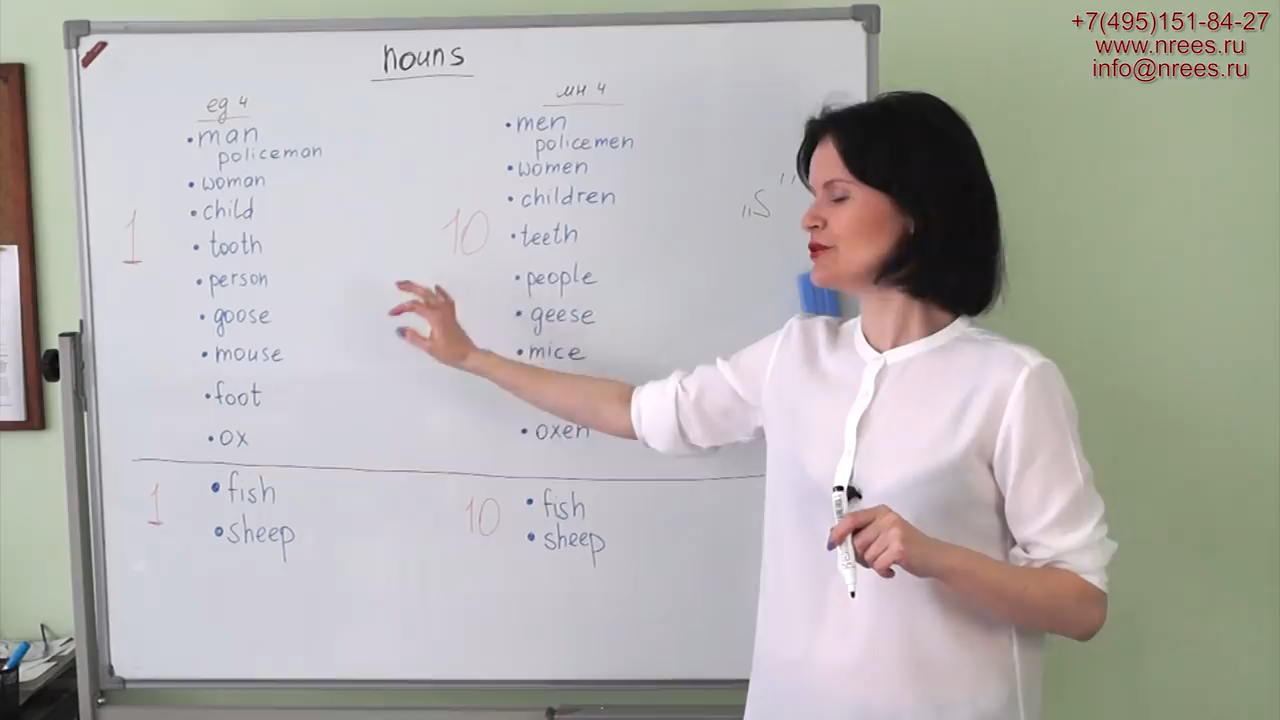 +7(495)151-84-27
www.nrees.ru
info@nrees.ru
nouns
ед ч
мн ч
• man
policeman
• woman
• child
• tooth
• person
• goose
• mouse
• foot
• ox
1
• men
policemen
• women
• children
• teeth
• people
• geese
• mice
• oxen
10
„S"
1
• fish
• sheep
10
• fish
• sheep